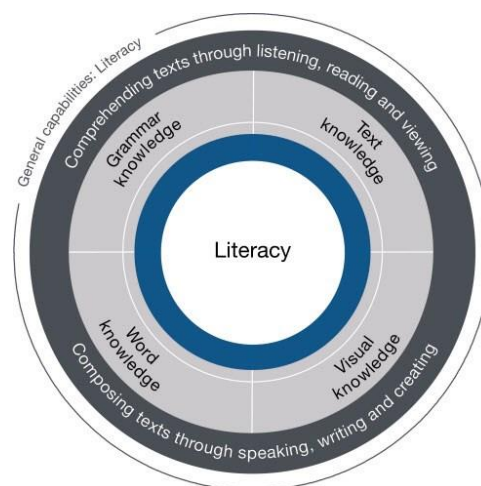 General capabilities: Literacy
Comprehending texts through listening, reading and viewing
Grammar
knowledge
Text
knowledge
Literacy
Word
knowledge
Visual
knowledge
Composing texts through speaking, writing and creating